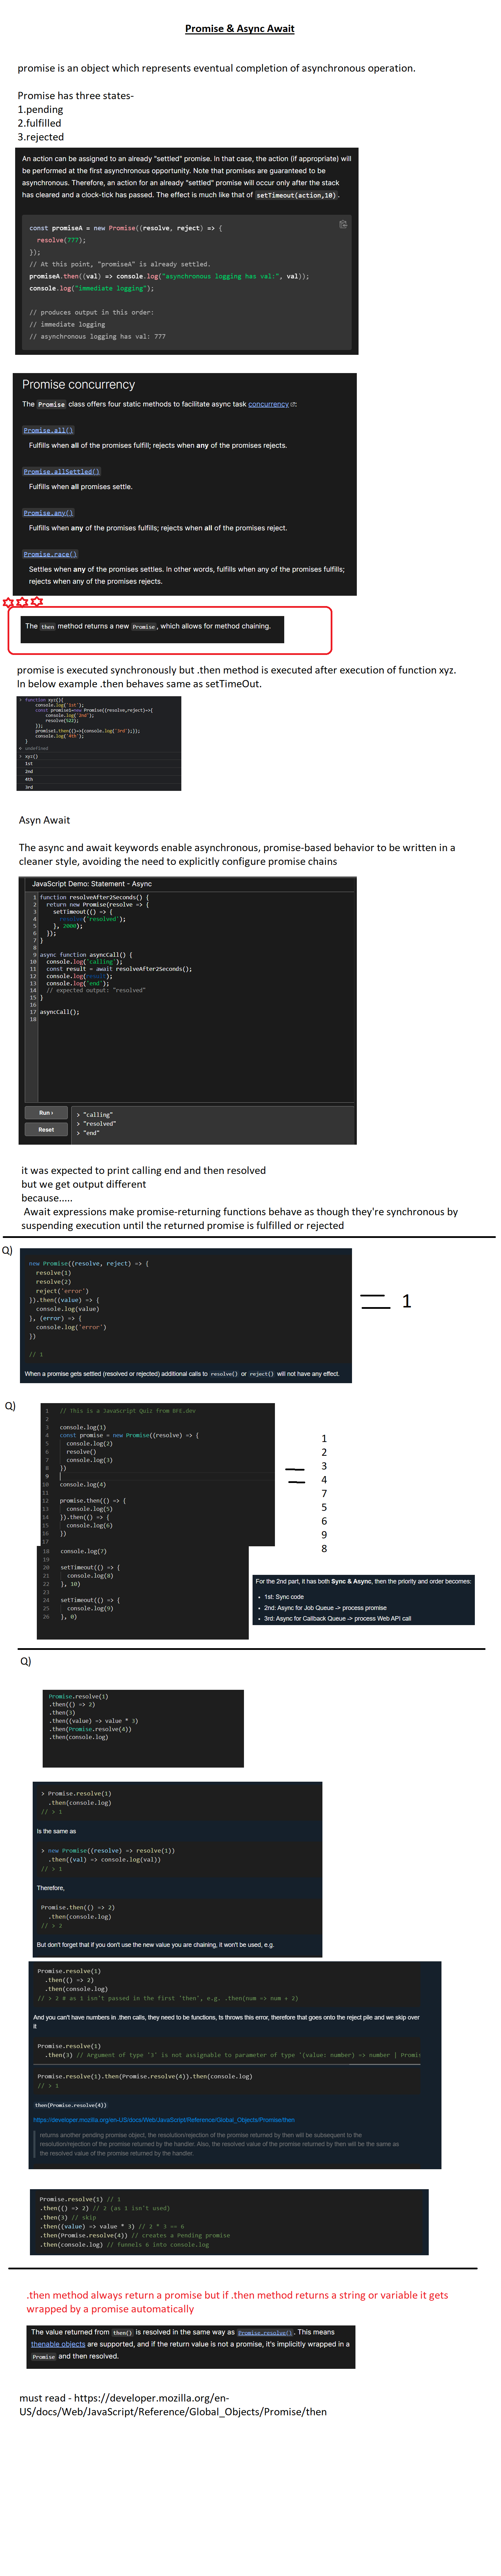 Promise & Async Await
promise is an object which represents eventual completion of asynchronous operation.
Promise has three states-
1.pending
2.fulfilled
3.rejected
An action can be assigned to an already "settled" promise. In that case, the action (if appropriate) will
be performed at the first asynchronous opportunity. Note that promises are guaranteed to be
asynchronous. Therefore, an action for an already "settled" promise will occur only after the stack
has cleared and a clock-tick has passed. The effect is much like that of setTimeout(action,10).
const promiseA = new Promise((resolve, reject) => {
resolve(777);
});
// At this point, "promiseA" is already settled.
promiseA.then((val) => console.log("asynchronous logging has val:", val));
console.log("immediate logging");
// produces output in this order:
// immediate logging
// asynchronous logging has val: 777
Promise concurrency
The Promise class offers four static methods to facilitate async task concurrency:
Promise.all()
Fulfills when all of the promises fulfill; rejects when any of the promises rejects.
Promise.allSettled()
Fulfills when all promises settle.
Promise.any()
Fulfills when any of the promises fulfills; rejects when all of the promises reject.
Promise.race()
Settles when any of the promises settles. In other words, fulfills when any of the promises fulfills;
rejects when any of the promises rejects.
The then method returns a new Promise, which allows for method chaining.
promise is executed synchronously but .then method is executed after execution of function xyz.
In below example .then behaves same as setTimeOut.
> function xyz(){
console.log('1st');
const promise1=new Promise((resolve,reject)=>{
console.log('2nd');
resolve(522);
});
promise1.then(()=>{console.log('3rd');});
console.log('4th');
}
< undefined
> xyz()
1st
2nd
4th
3rd
Asyn Await
The async and await keywords enable asynchronous, promise-based behavior to be written in a
cleaner style, avoiding the need to explicitly configure promise chains
JavaScript Demo: Statement - Async
1 function resolveAfter2Seconds() {
2 return new Promise(resolve => {
3 setTimeout(() => {
4 resolve('resolved');
5 }, 2000);
6 });
7 }
8
9 async function asyncCall() {
10 console.log('calling');
11 const result = await resolveAfter2Seconds();
12 console.log(result);
13 console.log('end');
14 // expected output: "resolved"
15 }
16
17 asyncCall();
18
Run ›
Reset
> "calling"
> "resolved"
> "end"
it was expected to print calling end and then resolved
but we get output different
because.....
Await expressions make promise-returning functions behave as though they're synchronous by
suspending execution until the returned promise is fulfilled or rejected
Q)
new Promise((resolve, reject) => {
resolve(1)
resolve(2)
reject('error')
}).then((value) => {
console.log(value)
}, (error) => {
console.log('error')
})
// 1
When a promise gets settled (resolved or rejected) additional calls to resolve() or reject() will not have any effect.
= 1
Q)
1 // This is a JavaScript Quiz from BFE.dev
2
3 console.log(1)
4 const promise = new Promise((resolve) => {
5 console.log(2)
6 resolve()
7 console.log(3)
8 })
9
10 console.log(4)
11
12 promise.then(() => {
13 console.log(5)
14 }).then(() => {
15 console.log(6)
16 })
17
18 console.log(7)
19
20 setTimeout(() => {
21 console.log(8)
22 }, 10)
23
24 setTimeout(() => {
25 console.log(9)
26 }, 0)
=
1
2
3
4
7
5
6
9
8
For the 2nd part, it has both Sync & Async, then the priority and order becomes:
• 1st: Sync code
• 2nd: Async for Job Queue -> process promise
• 3rd: Async for Callback Queue -> process Web API call
Q)
Promise.resolve(1)
.then(() => 2)
.then(3)
.then((value) => value * 3)
.then(Promise.resolve(4))
.then(console.log)
> Promise.resolve(1)
.then(console.log)
// > 1
Is the same as
> new Promise((resolve) => resolve(1))
.then((val) => console.log(val))
// > 1
Therefore,
Promise.then(() => 2)
.then(console.log)
// > 2
But don't forget that if you don't use the new value you are chaining, it won't be used, e.g.
Promise.resolve(1)
.then(() => 2)
.then(console.log)
// > 2 # as 1 isn't passed in the first 'then', e.g. .then(num => num + 2)
And you can't have numbers in .then calls, they need to be functions, ts throws this error, therefore that goes onto the reject pile and we skip over
it
Promise.resolve(1)
.then(3) // Argument of type '3' is not assignable to parameter of type '(value: number) => number | Promis
Promise.resolve(1).then(Promise.resolve(4)).then(console.log)
// > 1
then(Promise.resolve(4))
https://developer.mozilla.org/en-US/docs/Web/JavaScript/Reference/Global_Objects/Promise/then
returns another pending promise object, the resolution/rejection of the promise returned by then will be subsequent to the
resolution/rejection of the promise returned by the handler. Also, the resolved value of the promise returned by then will be the same as
the resolved value of the promise returned by the handler.
Promise.resolve(1) // 1
.then(() => 2) // 2 (as 1 isn't used)
.then(3) // skip
.then((value) => value * 3) // 2 * 3 == 6
.then(Promise.resolve(4)) // creates a Pending promise
.then(console.log) // funnels 6 into console.log
.then method always return a promise but if .then method returns a string or variable it gets
wrapped by a promise automatically
The value returned from then() is resolved in the same way as Promise.resolve(). This means
thenable objects are supported, and if the return value is not a promise, it's implicitly wrapped in a
Promise and then resolved.
must read - https://developer.mozilla.org/en-
US/docs/Web/JavaScript/Reference/Global_Objects/Promise/then